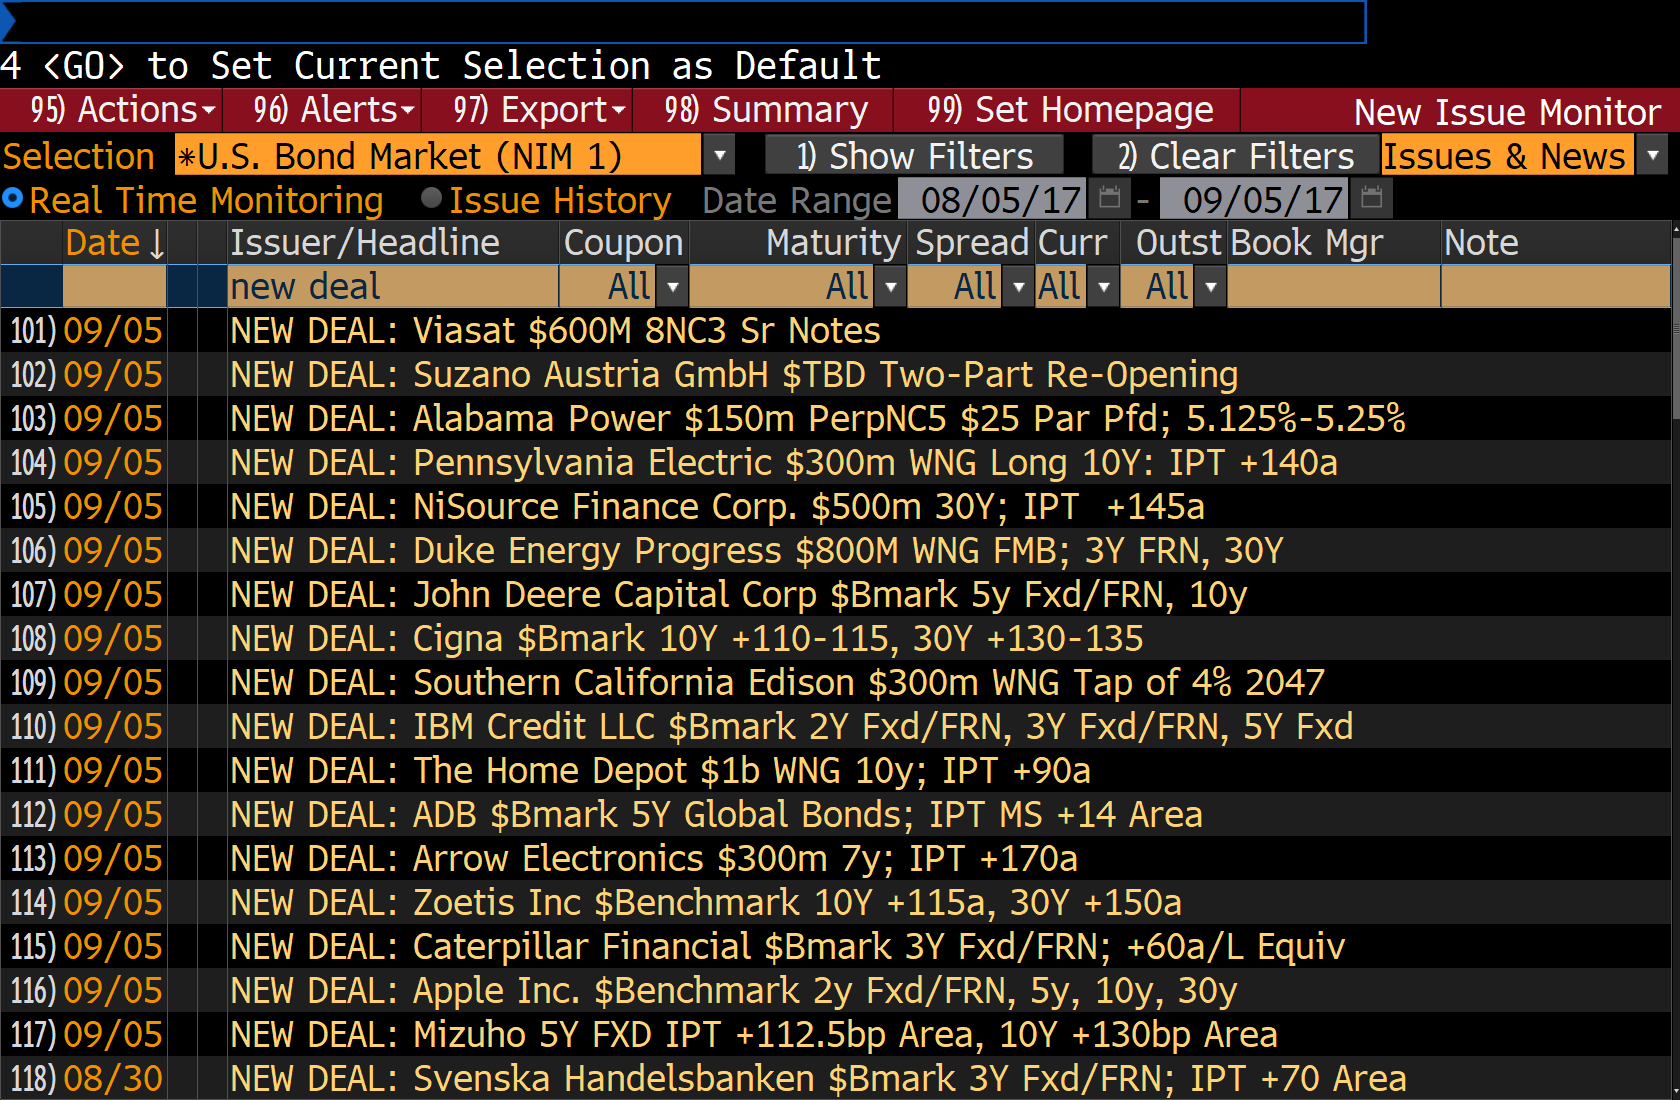 4 <GO> to Set Current Selection as Default
95) Actions 96) Alerts 97) Export 98) Summary 99) Set Homepage New Issue Monitor
Selection *U.S. Bond Market (NIM 1) 1) Show Filters 2) Clear Filters Issues & News
Real Time Monitoring Issue History Date Range 08/05/17 - 09/05/17
Date ↓ Issuer/Headline Coupon Maturity Spread Curr Outst Book Mgr Note
new deal All All All All All
101) 09/05 NEW DEAL: Viasat $600M 8NC3 Sr Notes
102) 09/05 NEW DEAL: Suzano Austria GmbH $TBD Two-Part Re-Opening
103) 09/05 NEW DEAL: Alabama Power $150m PerpNC5 $25 Par Pfd; 5.125%-5.25%
104) 09/05 NEW DEAL: Pennsylvania Electric $300m WNG Long 10Y: IPT +140a
105) 09/05 NEW DEAL: NiSource Finance Corp. $500m 30Y; IPT  +145a
106) 09/05 NEW DEAL: Duke Energy Progress $800M WNG FMB; 3Y FRN, 30Y
107) 09/05 NEW DEAL: John Deere Capital Corp $Bmark 5y Fxd/FRN, 10y
108) 09/05 NEW DEAL: Cigna $Bmark 10Y +110-115, 30Y +130-135
109) 09/05 NEW DEAL: Southern California Edison $300m WNG Tap of 4% 2047
110) 09/05 NEW DEAL: IBM Credit LLC $Bmark 2Y Fxd/FRN, 3Y Fxd/FRN, 5Y Fxd
111) 09/05 NEW DEAL: The Home Depot $1b WNG 10y; IPT +90a
112) 09/05 NEW DEAL: ADB $Bmark 5Y Global Bonds; IPT MS +14 Area
113) 09/05 NEW DEAL: Arrow Electronics $300m 7y; IPT +170a
114) 09/05 NEW DEAL: Zoetis Inc $Benchmark 10Y +115a, 30Y +150a
115) 09/05 NEW DEAL: Caterpillar Financial $Bmark 3Y Fxd/FRN; +60a/L Equiv
116) 09/05 NEW DEAL: Apple Inc. $Benchmark 2y Fxd/FRN, 5y, 10y, 30y
117) 09/05 NEW DEAL: Mizuho 5Y FXD IPT +112.5bp Area, 10Y +130bp Area
118) 08/30 NEW DEAL: Svenska Handelsbanken $Bmark 3Y Fxd/FRN; IPT +70 Area